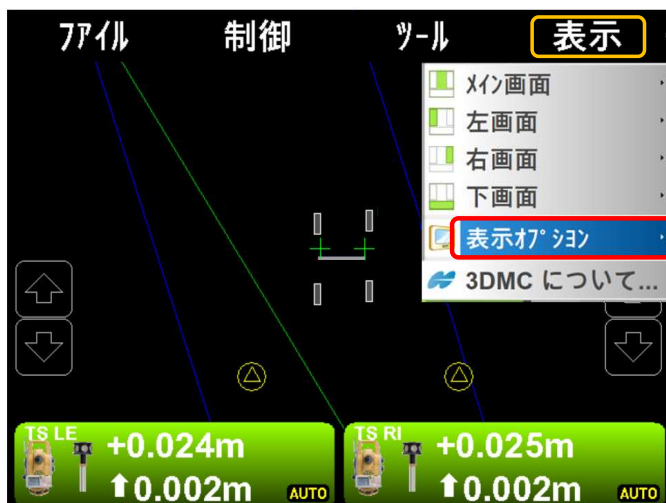 ﾌｧｲﾙ 制御 ﾂｰﾙ 表示
ﾒｲﾝ画面
左画面
右画面
下画面
表示ｵﾌﾟｼｮﾝ
3DMC について...
TS LE
+0.024m
⬆0.002m AUTO
TS RI
+0.025m
⬆0.002m AUTO